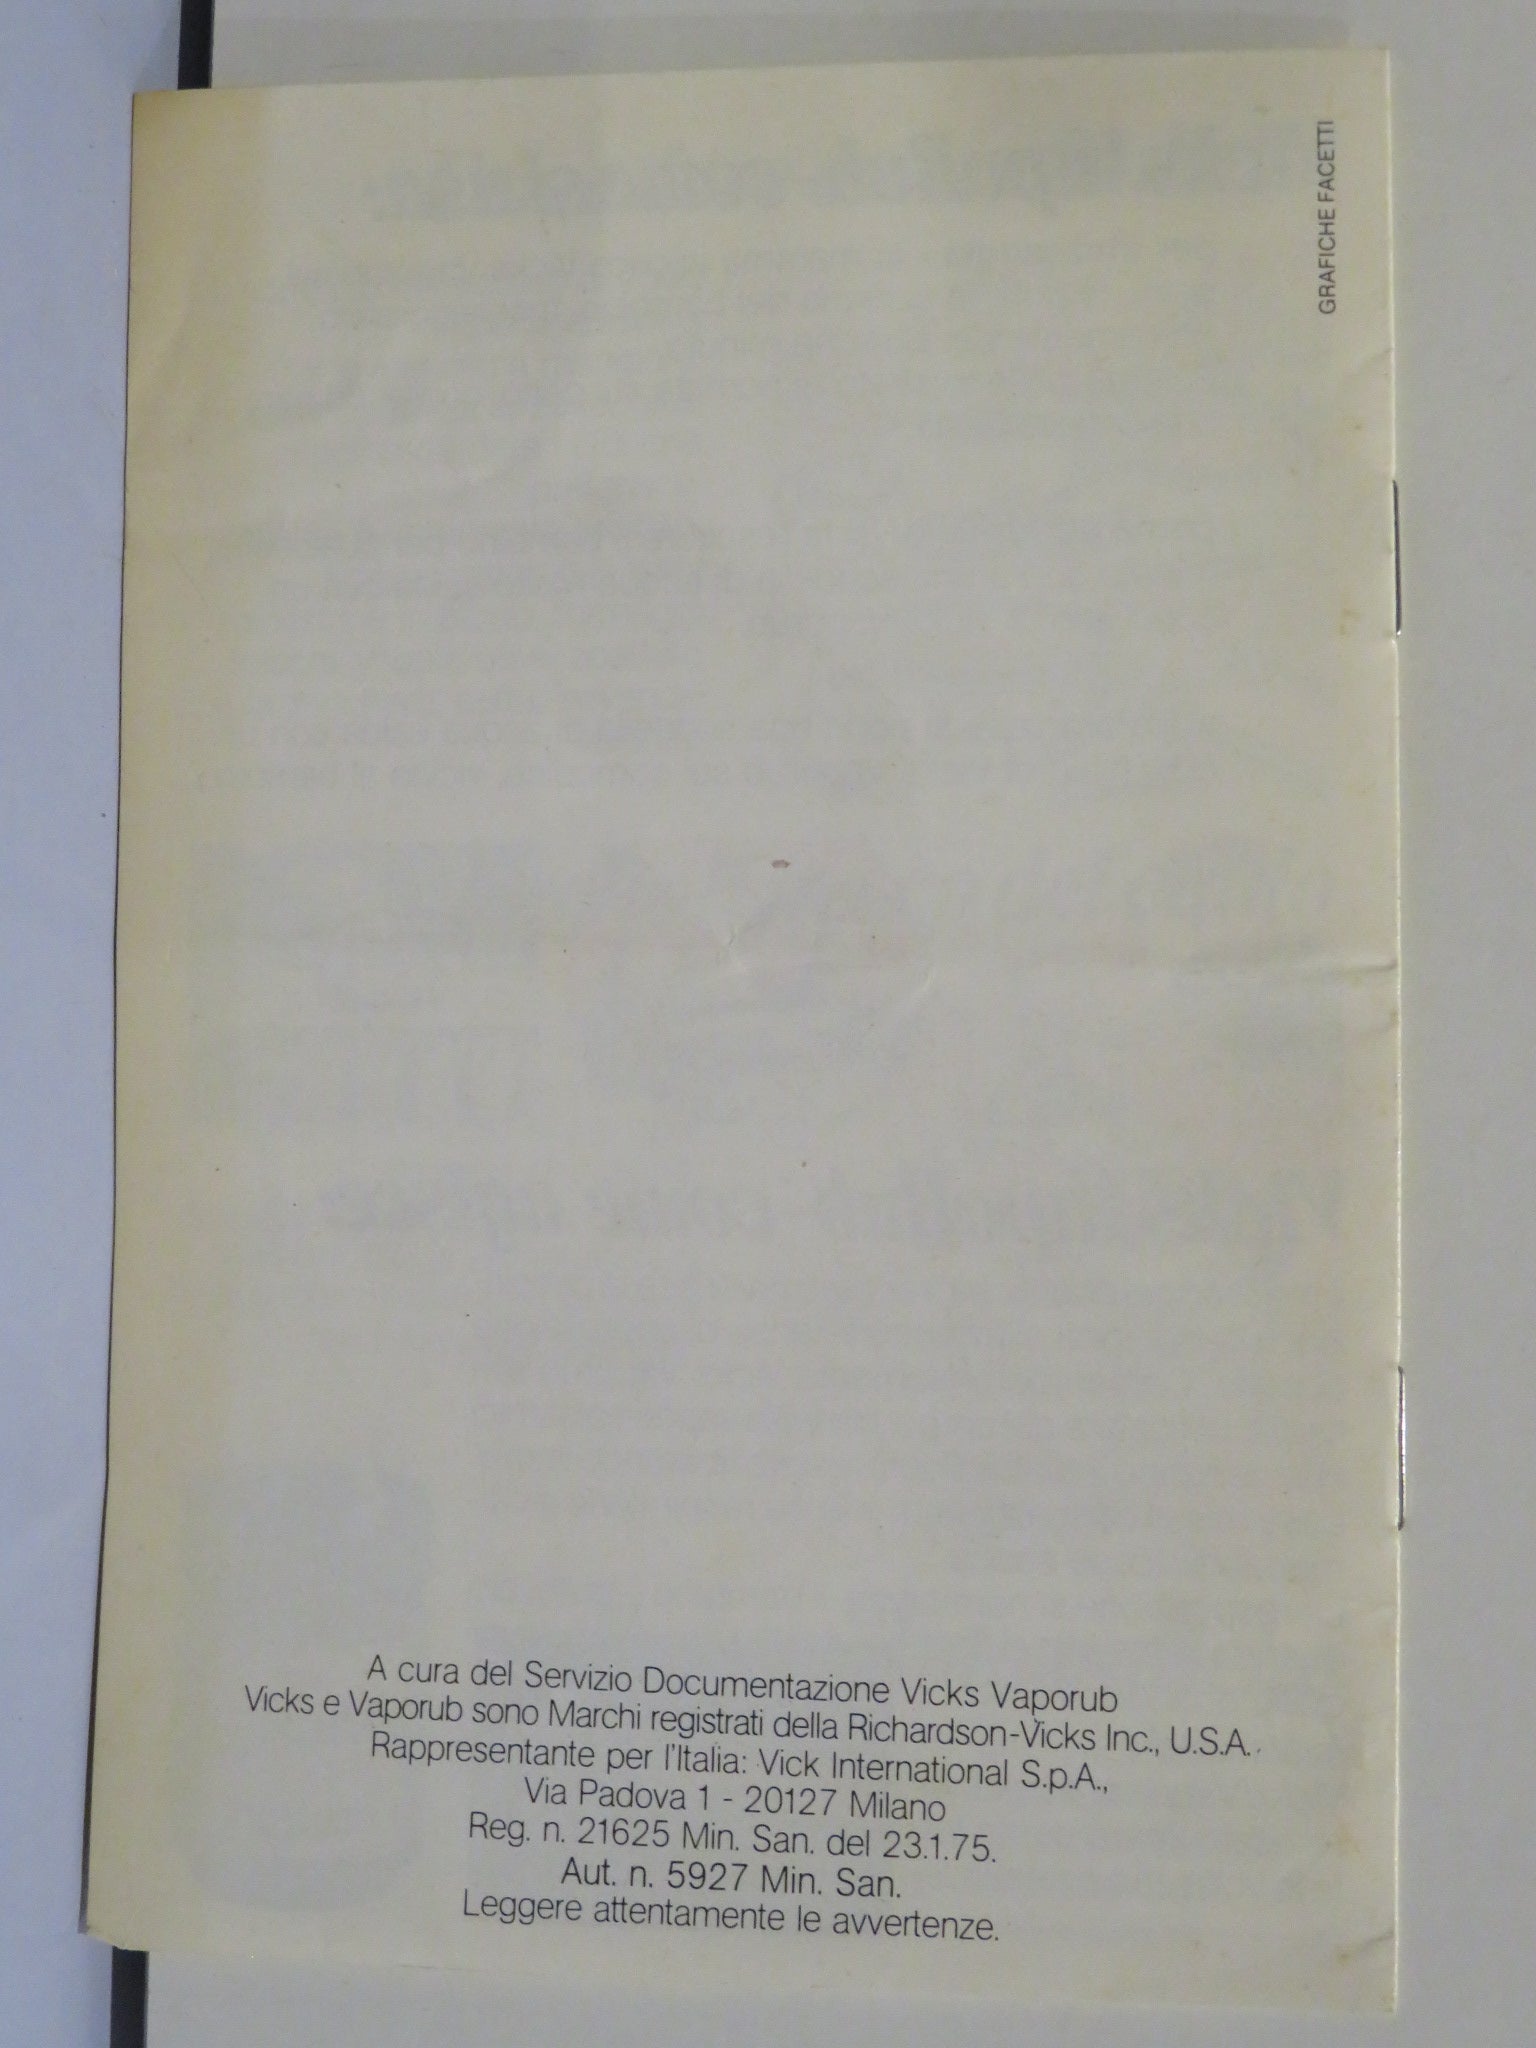 GRAFICHE FACETTI
A cura del Servizio Documentazione Vicks Vaporub
Vicks e Vaporub sono Marchi registrati della Richardson-Vicks Inc., U.S.A.
Rappresentante per l'Italia: Vick International S.p.A.,
Via Padova 1 - 20127 Milano
Reg. n. 21625 Min. San. del 23.1.75.
Aut. n. 5927 Min. San.
Leggere attentamente le avvertenze.